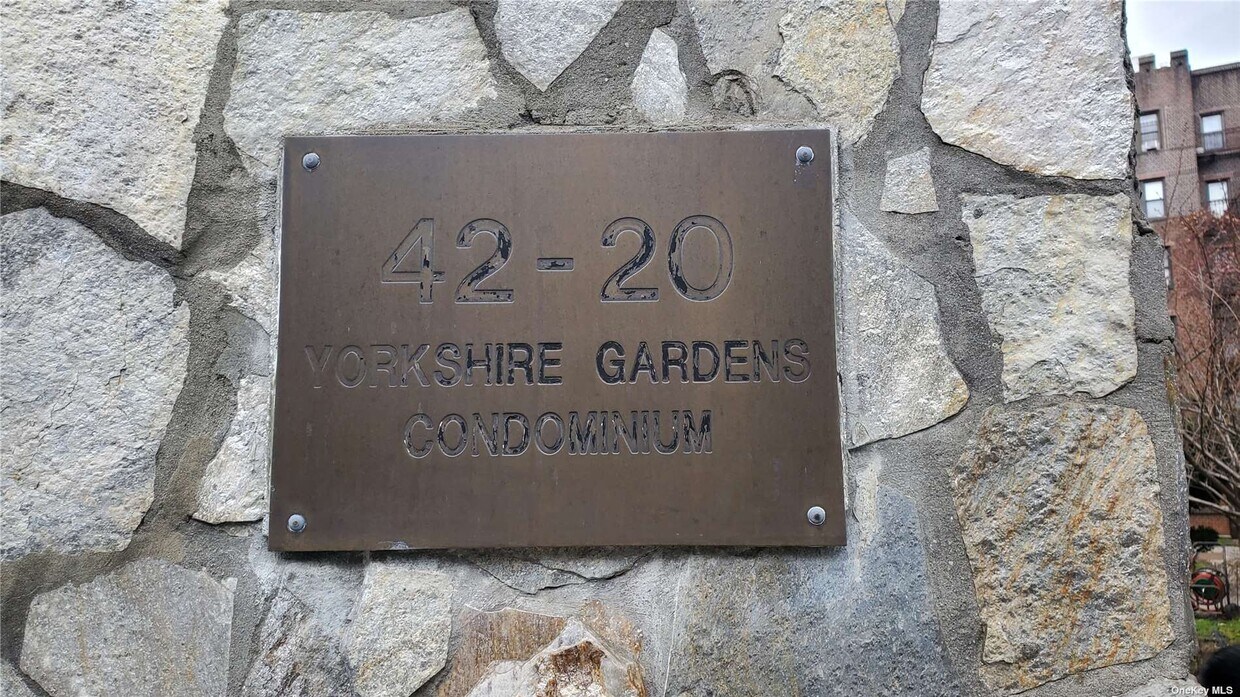 42-20
YORKSHIRE GARDENS
CONDOMINIUM
OneKey MLS